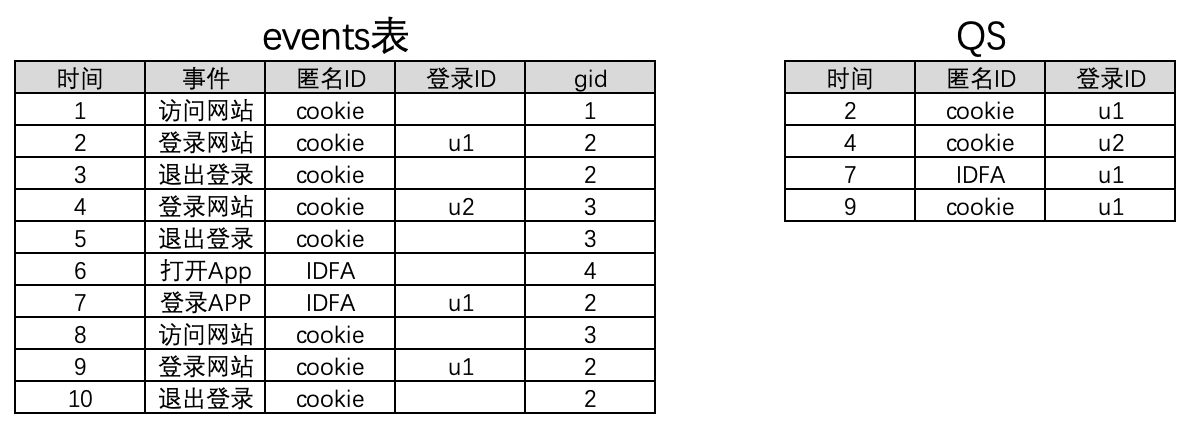 events表
时间 事件 匿名ID 登录ID gid
1 访问网站 cookie 1
2 登录网站 cookie u1 2
3 退出登录 cookie 2
4 登录网站 cookie u2 3
5 退出登录 cookie 3
6 打开App IDFA 4
7 登录APP IDFA u1 2
8 访问网站 cookie 3
9 登录网站 cookie u1 2
10 退出登录 cookie 2
QS
时间 匿名ID 登录ID
2 cookie u1
4 cookie u2
7 IDFA u1
9 cookie u1